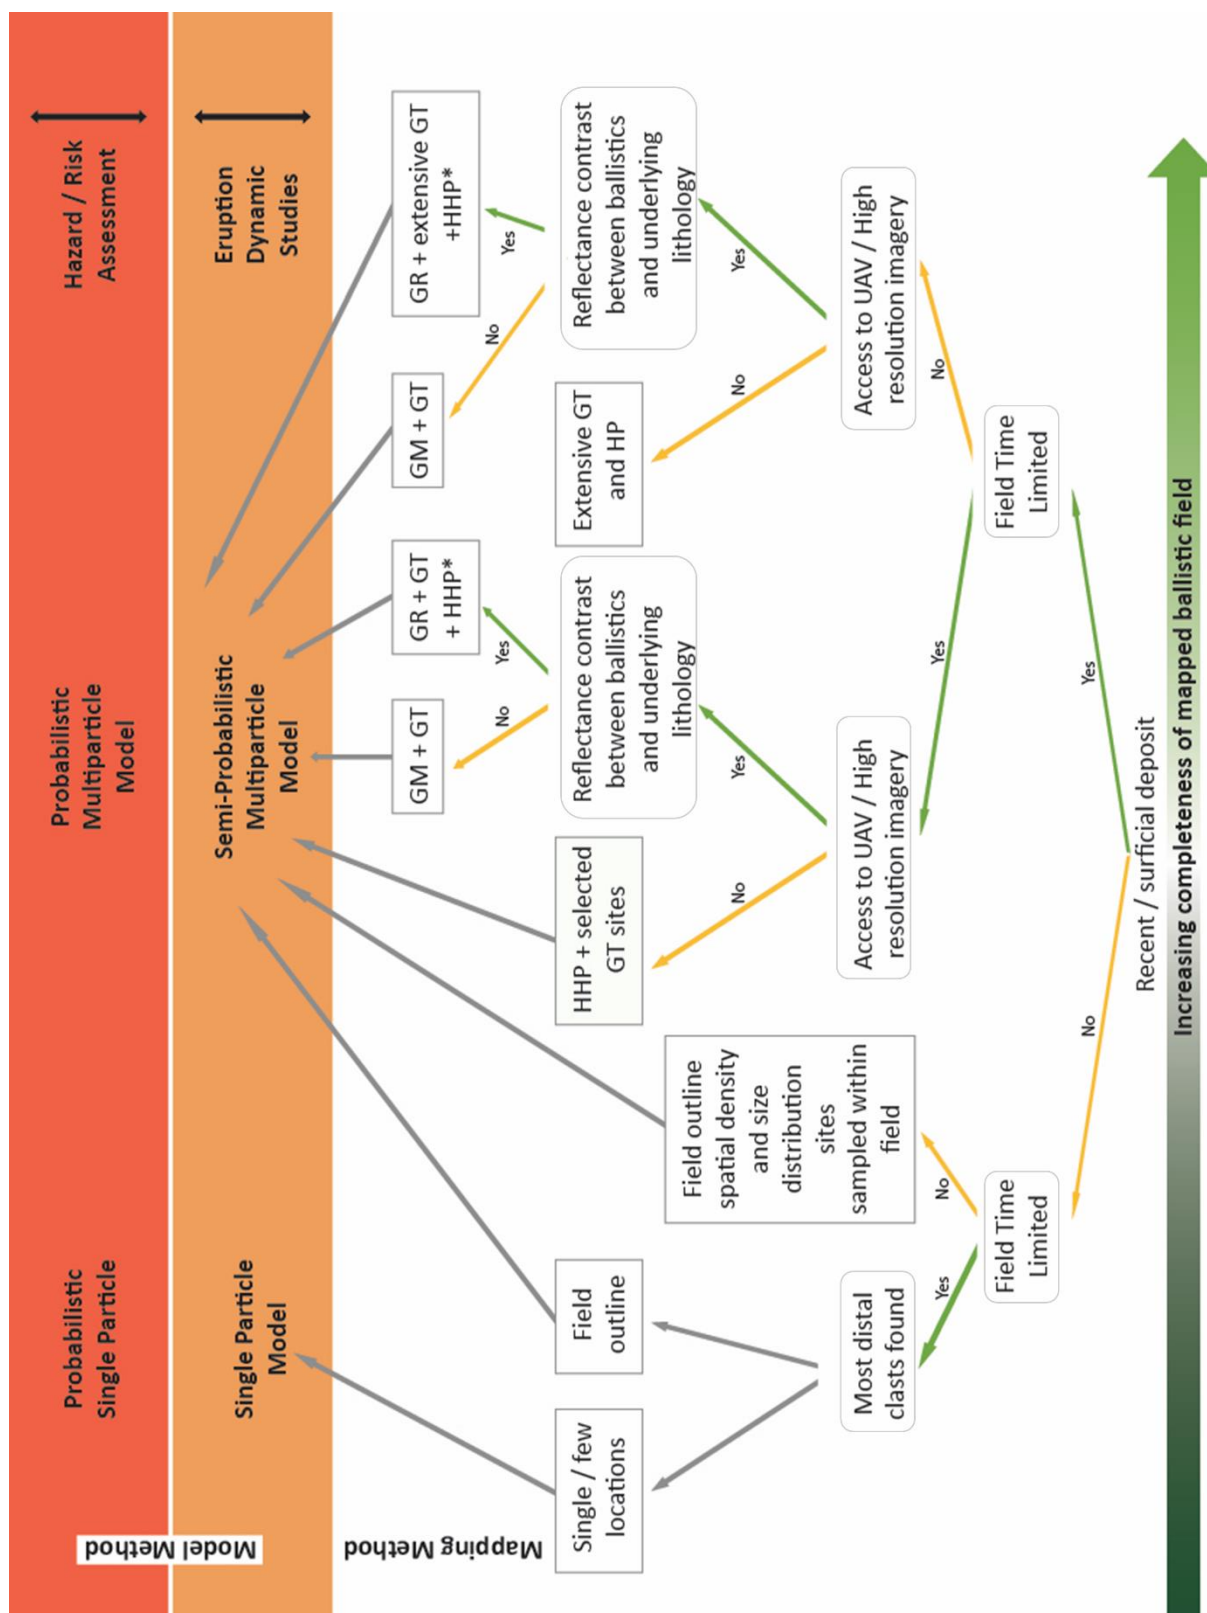 Probabilistic
Single Particle
Probabilistic
Multiparticle
Model
Hazard / Risk
Assessment
Model Method
Single Particle
Model
Semi-Probabilistic
Multiparticle
Model
Eruption
Dynamic
Studies
Mapping Method
GM + GT
GR + GT
+ HHP*
GM + GT
GR + extensive GT
+HHP*
No
Yes
No
Yes
Single / few
locations
Field
outline
HHP + selected
GT sites
Reflectance contrast
between ballistics
and underlying
lithology
Extensive GT
and HP
Reflectance contrast
between ballistics
and underlying
lithology
Field outline
spatial density
and size
distribution
sites
sampled within
field
No
Yes
No
Yes
Most distal
clasts found
Access to UAV / High
resolution imagery
Access to UAV / High
resolution imagery
Yes
No
Yes
No
Field Time
Limited
Field Time
Limited
No
Yes
Recent / surficial deposit
Increasing completeness of mapped ballistic field